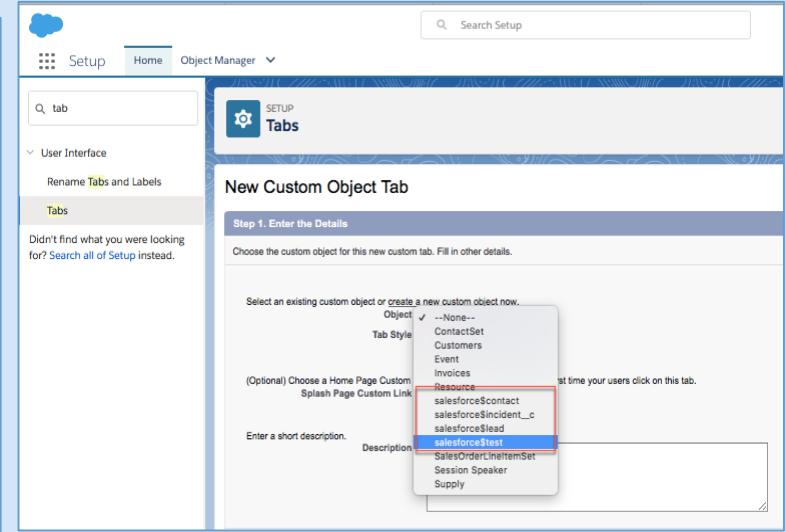 Search Setup
Setup
Home
Object Manager
tab
User Interface
Rename Tabs and Labels
Tabs
Didn't find what you were looking
for? Search all of Setup instead.
SETUP
Tabs
New Custom Object Tab
Step 1. Enter the Details
Choose the custom object for this new custom tab. Fill in other details.
Select an existing custom object or create a new custom object now.
Object
✓ --None--
Tab Style
ContactSet
Customers
Event
Invoices
(Optional) Choose a Home Page Custom
rst time your users click on this tab.
Resource
Splash Page Custom Link
salesforce$contact
salesforce$incident__c
salesforce$lead
Enter a short description.
salesforce$test
Description
SalesOrderLineItemSet
Session Speaker
Supply